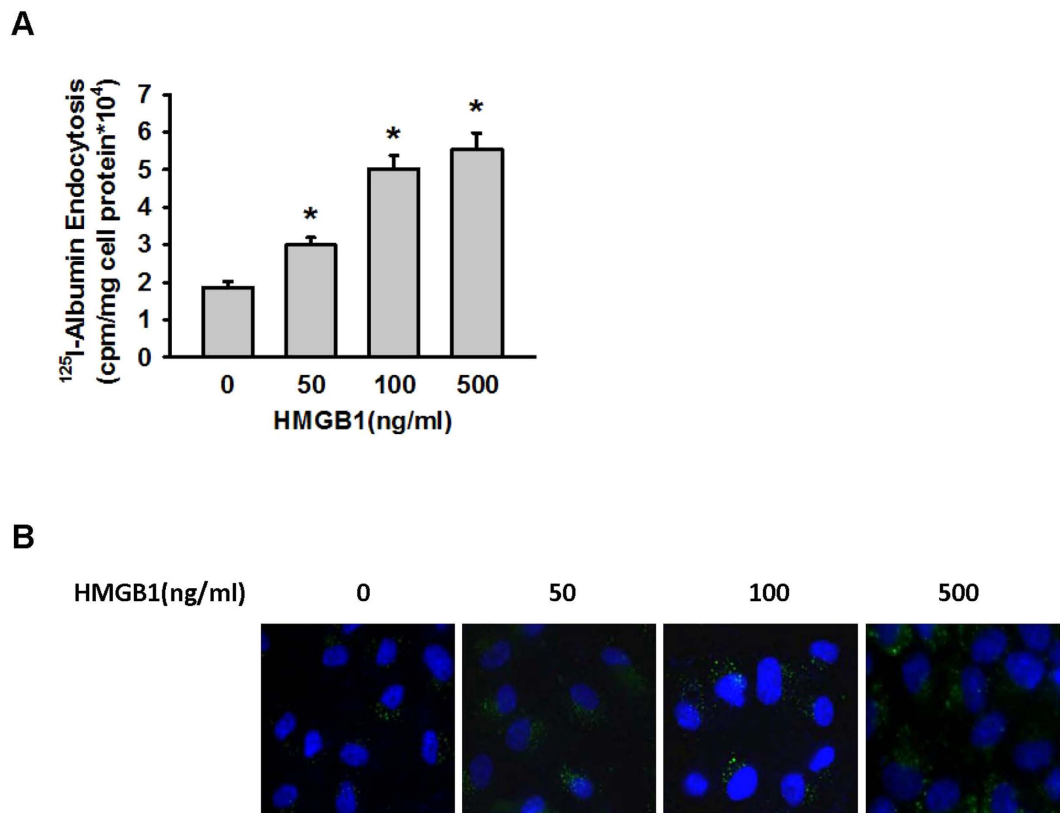 A
¹²⁵I-Albumin Endocytosis
(cpm/mg cell protein*10⁴)
7
6
5
4
3
2
1
0
*
*
*
0 50 100 500
HMGB1(ng/ml)
B
HMGB1(ng/ml) 0 50 100 500